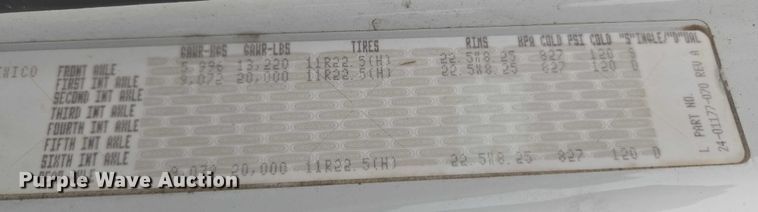 GAWR-KGS GAWR-LBS TIRES RIMS KPA COLD PSI COLD "S"INGLE/"D"UAL
EXICO FRONT AXLE 5,996 13,220 11R22.5(H) 22.5X8.25 827 120 S
FIRST INT AXLE 9,072 20,000 11R22.5(H) 22.5X8.25 827 120 D
SECOND INT AXLE
THIRD INT AXLE
FOURTH INT AXLE
FIFTH INT AXLE
SIXTH INT AXLE
9,072 20,000 11R22.5(H) 22.5X8.25 827 120 D
L PART NO.
24-01177-070 REV A
Purple Wave Auction